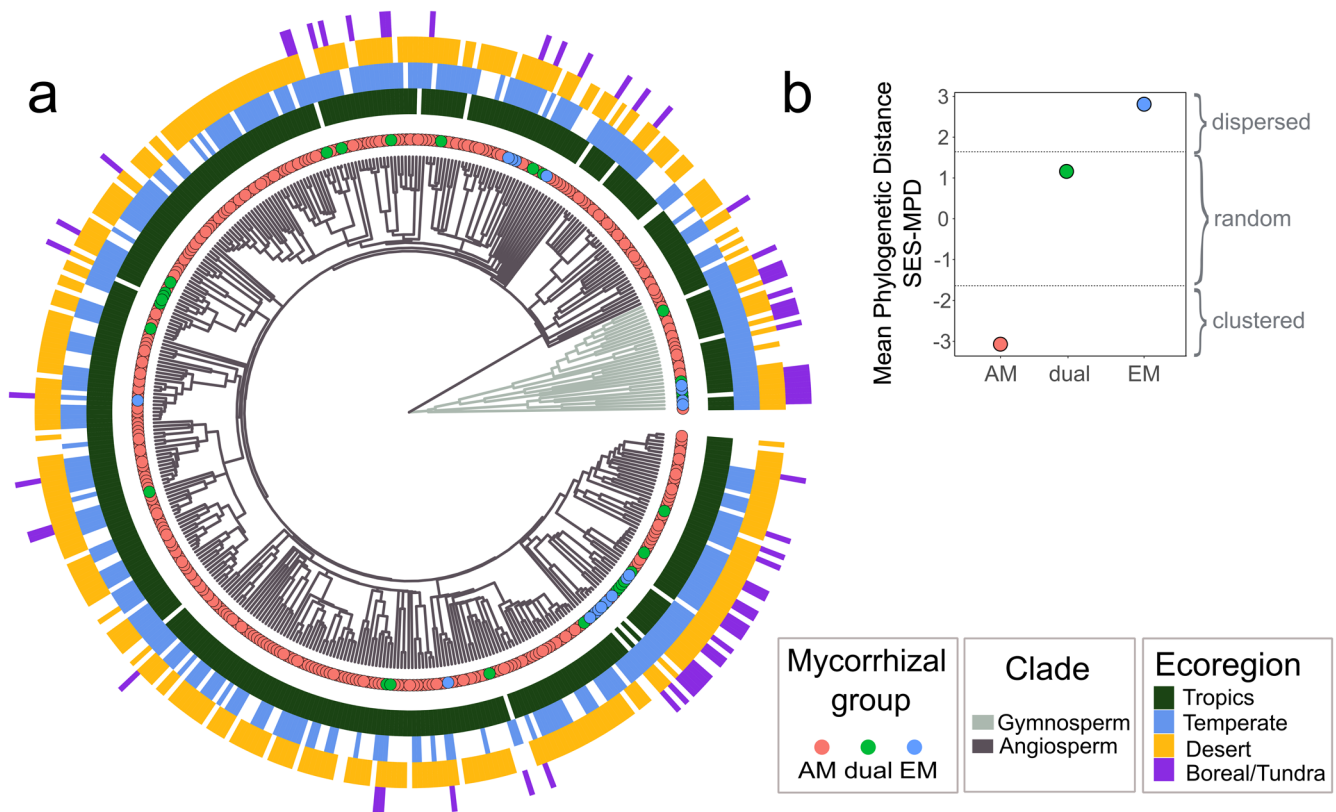 a
b
Mean Phylogenetic Distance
SES-MPD
3
2
1
0
-1
-2
-3
AM dual EM
dispersed
random
clustered
Mycorrhizal
group
AM dual EM
Clade
Gymnosperm
Angiosperm
Ecoregion
Tropics
Temperate
Desert
Boreal/Tundra